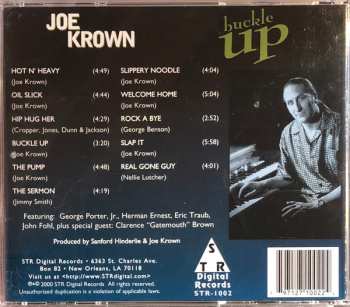 JOE
KROWN
buckle
up
HOT N' HEAVY (4:49)
(Joe Krown)
OIL SLICK (4:44)
(Joe Krown)
HIP HUG HER (4:29)
(Cropper, Jones, Dunn & Jackson)
BUCKLE UP (3:20)
(Joe Krown)
THE PUMP (4:48)
(Joe Krown)
THE SERMON (4:19)
(Jimmy Smith)
SLIPPERY NOODLE (4:04)
(Joe Krown)
WELCOME HOME (5:04)
(Joe Krown)
ROCK A BYE (2:52)
(George Benson)
SLAP IT (5:58)
(Joe Krown)
REAL GONE GUY (4:01)
(Nellie Lutcher)
Featuring: George Porter, Jr., Herman Ernest, Eric Traub,
John Fohl, plus special guest: Clarence "Gatemouth" Brown
Produced by Sanford Hinderlie & Joe Krown
STR Digital Records • 6363 St. Charles Ave.
Box 82 • New Orleans, LA 70118
Visit us at <http://www.STRdigital.com>
℗© 2000 STR Digital Records, All rights reserved.
Unauthorized duplication is a violation of applicable laws.
S
T R
Digital
Records
STR-1002